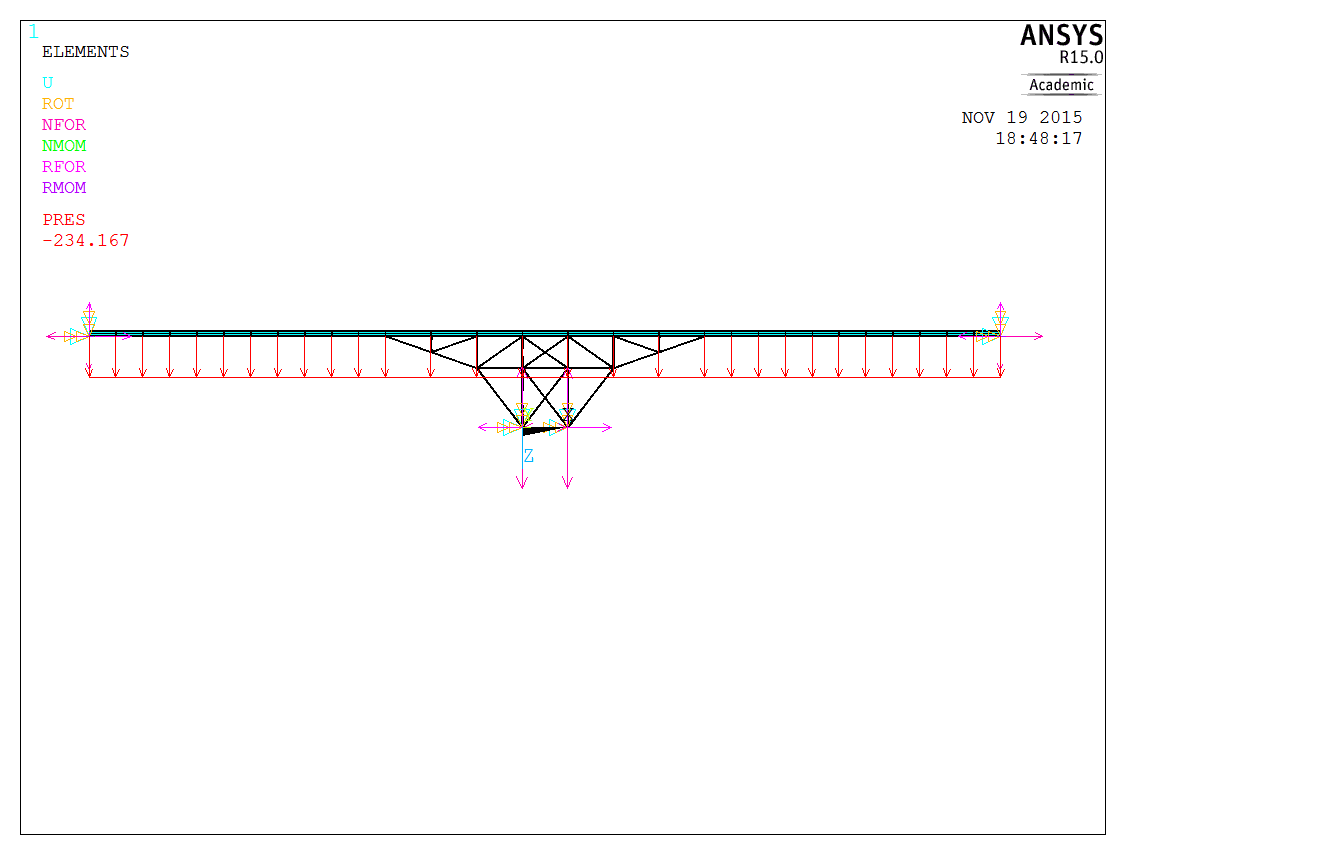 1
ELEMENTS
U
ROT
NFOR
NMOM
RFOR
RMOM
PRES
-234.167
ANSYS
R15.0
Academic
NOV 19 2015
18:48:17
Z